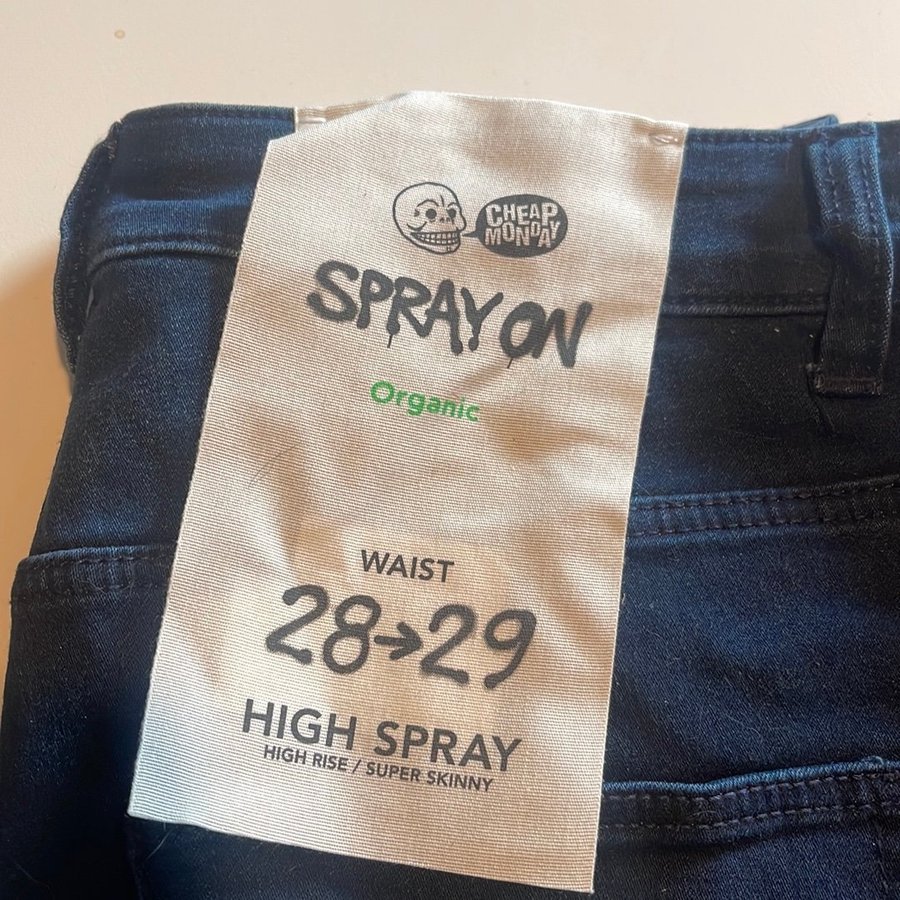 CHEAP
MONDAY
SPRAY ON
Organic
WAIST
28→29
HIGH SPRAY
HIGH RISE / SUPER SKINNY